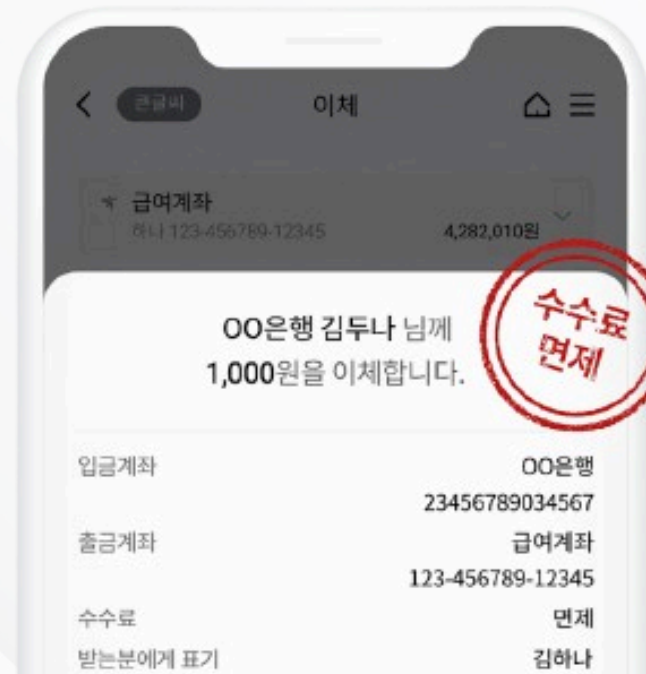 큰글씨 이체
급여계좌
하나 123-456789-12345 4,282,010원
수수료
면제
OO은행 김두나 님께
1,000원을 이체합니다.
입금계좌 OO은행
23456789034567
출금계좌 급여계좌
123-456789-12345
수수료 면제
받는분에게 표기 김하나